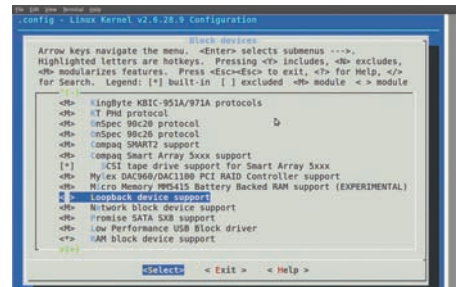 File Edit View Terminal Help
.config - Linux Kernel v2.6.28.9 Configuration
Block devices
Arrow keys navigate the menu. <Enter> selects submenus --->.
Highlighted letters are hotkeys. Pressing <Y> includes, <N> excludes,
<M> modularizes features. Press <Esc><Esc> to exit, <?> for Help, </>
for Search. Legend: [*] built-in [ ] excluded <M> module < > module
^(-)
<M> KingByte KBIC-951A/971A protocols
<M> KT PHd protocol
<M> OnSpec 90c20 protocol
<M> OnSpec 90c26 protocol
<M> Compaq SMART2 support
<M> Compaq Smart Array 5xxx support
[*] SCSI tape drive support for Smart Array 5xxx
<M> Mylex DAC960/DAC1100 PCI RAID Controller support
<M> Micro Memory MM5415 Battery Backed RAM support (EXPERIMENTAL)
< > Loopback device support
<M> Network block device support
<M> Promise SATA SX8 support
<M> Low Performance USB Block driver
<*> RAM block device support
v(+)
<Select> < Exit > < Help >